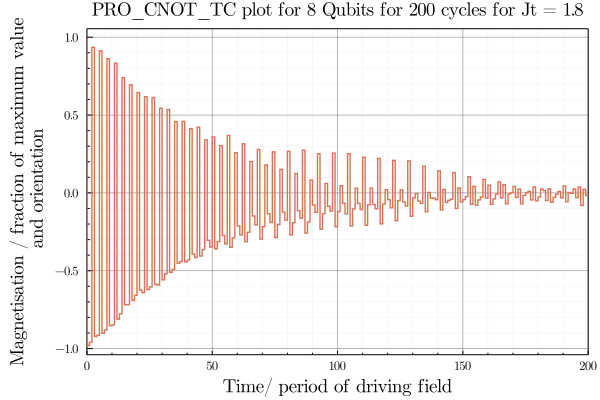 PRO_CNOT_TC plot for 8 Qubits for 200 cycles for Jt = 1.8
Magnetisation / fraction of maximum value
and orientation
1.0
0.5
0.0
−0.5
−1.0
0 50 100 150 200
Time/ period of driving field